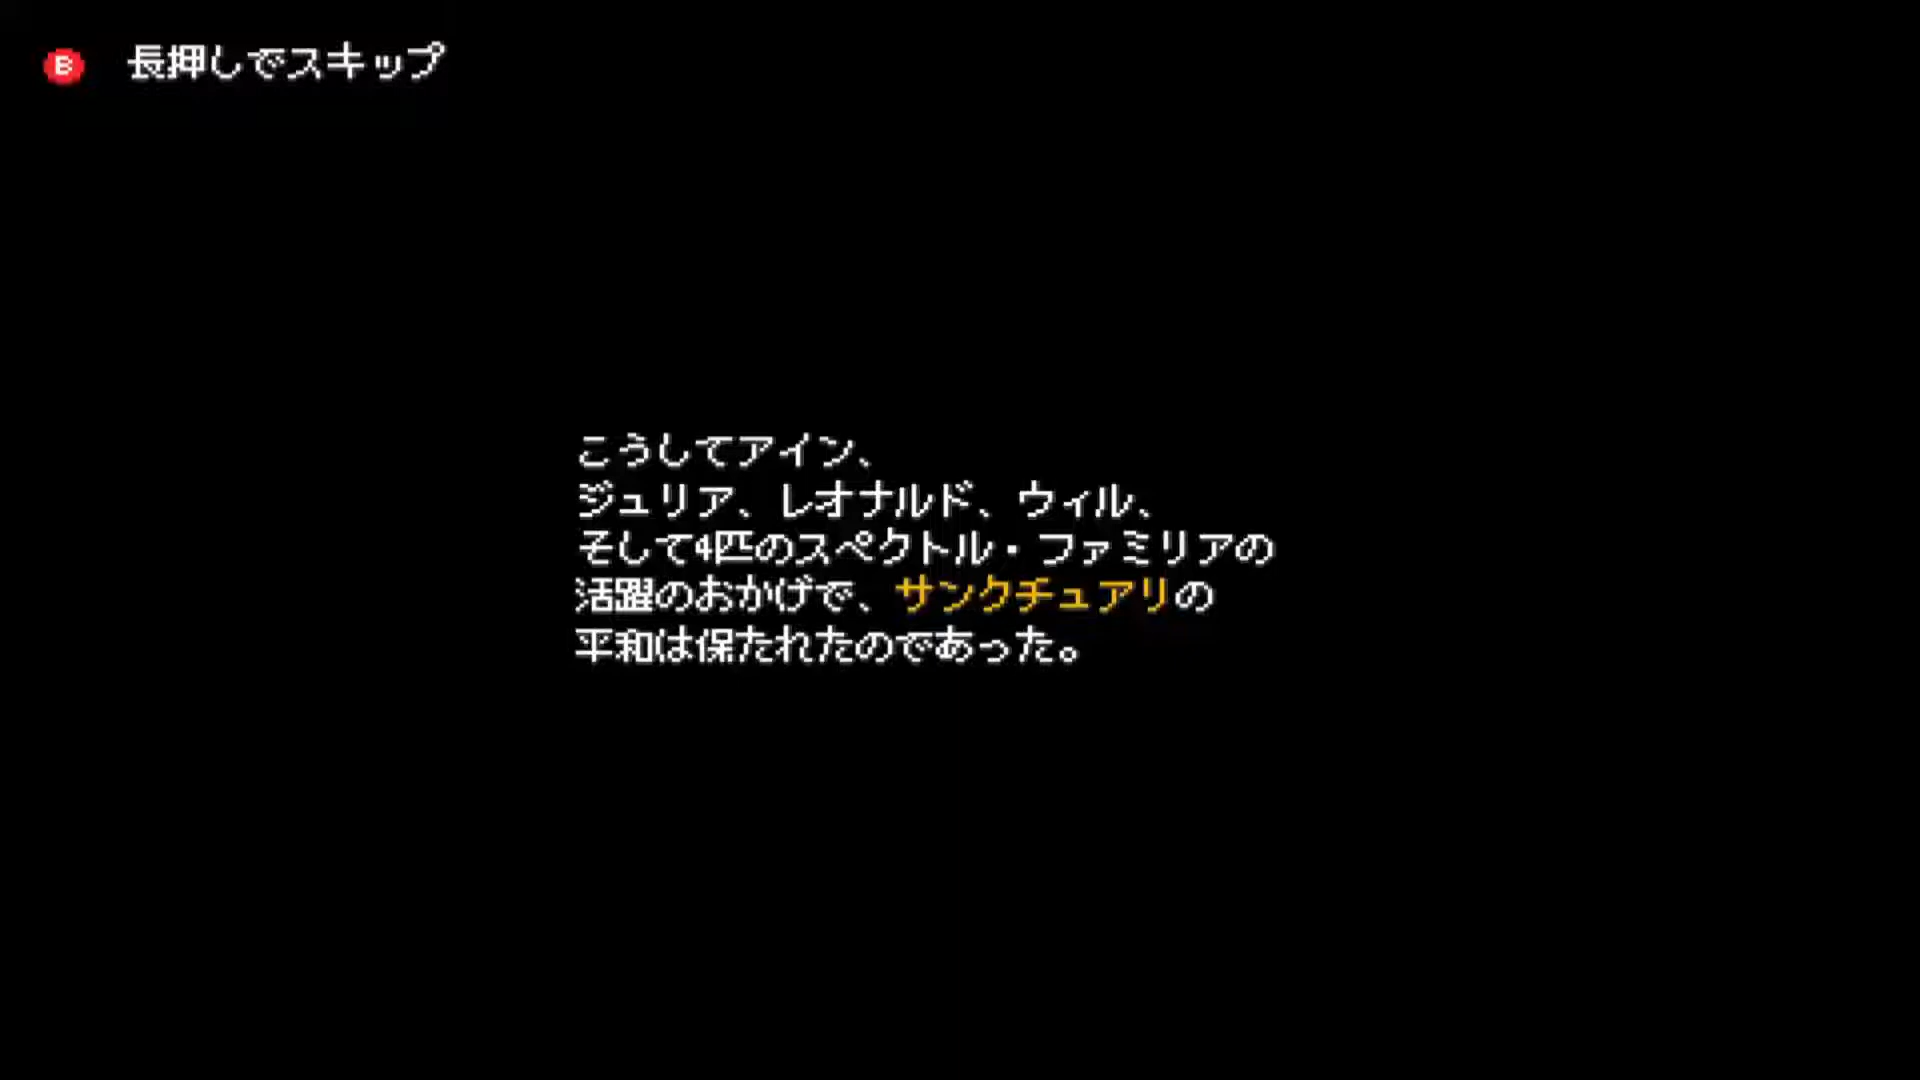 B 長押しでスキップ
こうしてアイン、
ジュリア、レオナルド、ウィル、
そして4匹のスペクトル・ファミリアの
活躍のおかげで、サンクチュアリの
平和は保たれたのであった。